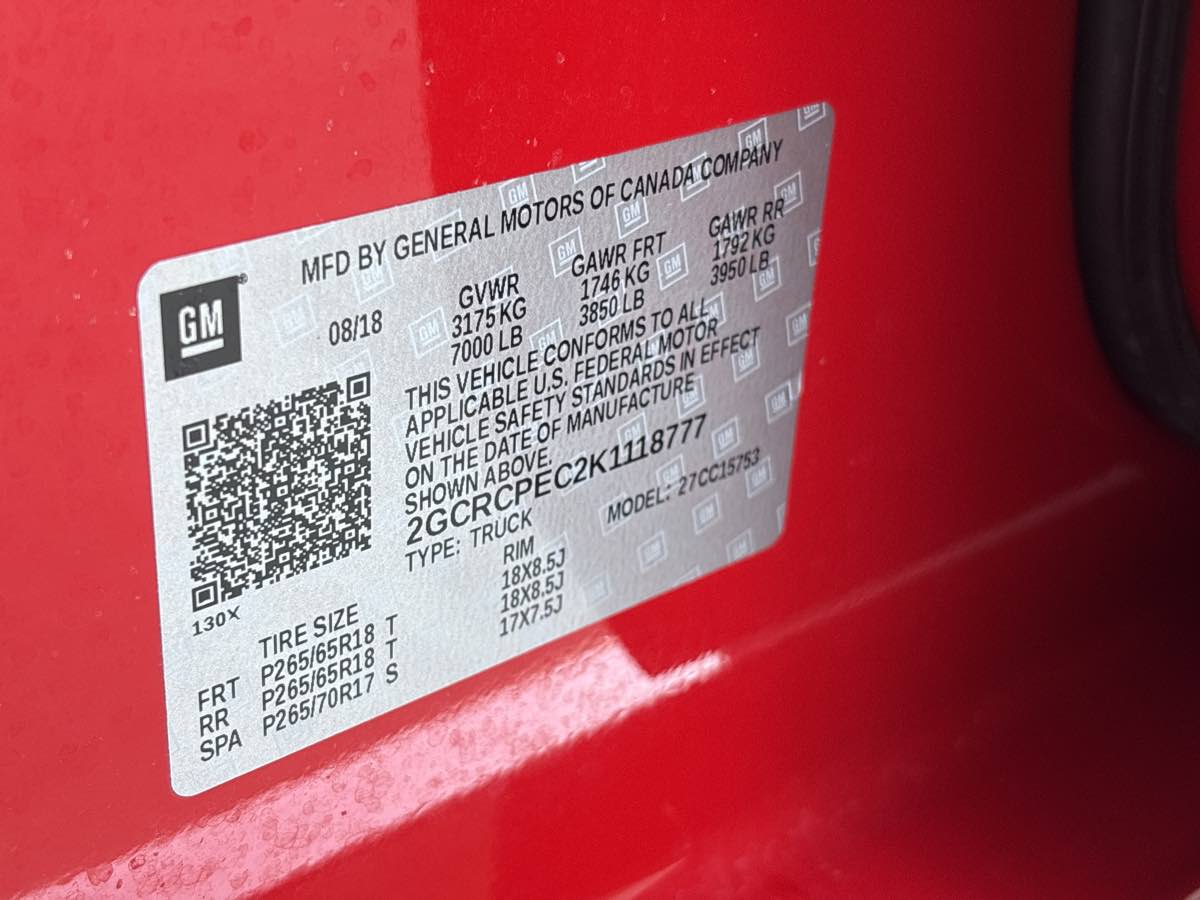 MFD BY GENERAL MOTORS OF CANADA COMPANY
GM
08/18
GVWR GAWR FRT GAWR RR
3175 KG 1746 KG 1792 KG
7000 LB 3850 LB 3950 LB
THIS VEHICLE CONFORMS TO ALL
APPLICABLE U.S. FEDERAL MOTOR
VEHICLE SAFETY STANDARDS IN EFFECT
ON THE DATE OF MANUFACTURE
SHOWN ABOVE.
2GCRCPEC2K1118777
TYPE: TRUCK MODEL: 27CC15753
130X
TIRE SIZE RIM
FRT P265/65R18 T 18X8.5J
RR P265/65R18 T 18X8.5J
SPA P265/70R17 S 17X7.5J